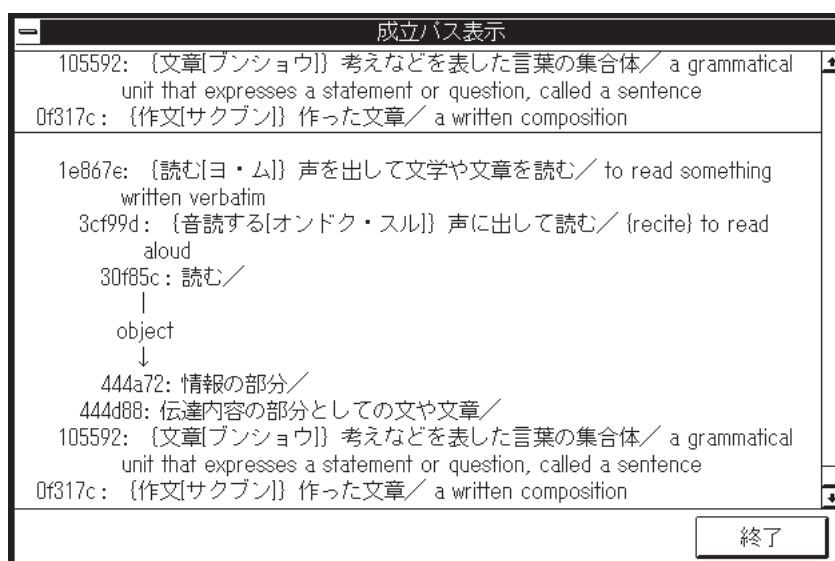 成立パス表示
105592: {文章[ブンショウ]} 考えなどを表した言葉の集合体／ a grammatical
unit that expresses a statement or question, called a sentence
0f317c : {作文[サクブン]} 作った文章／ a written composition
1e867e: {読む[ヨ・ム]} 声を出して文学や文章を読む／ to read something
written verbatim
3cf99d : {音読する[オンドク・スル]} 声に出して読む／ {recite} to read
aloud
30f85c : 読む／
|
object
↓
444a72: 情報の部分／
444d88: 伝達内容の部分としての文や文章／
105592: {文章[ブンショウ]} 考えなどを表した言葉の集合体／ a grammatical
unit that expresses a statement or question, called a sentence
0f317c : {作文[サクブン]} 作った文章／ a written composition
終了